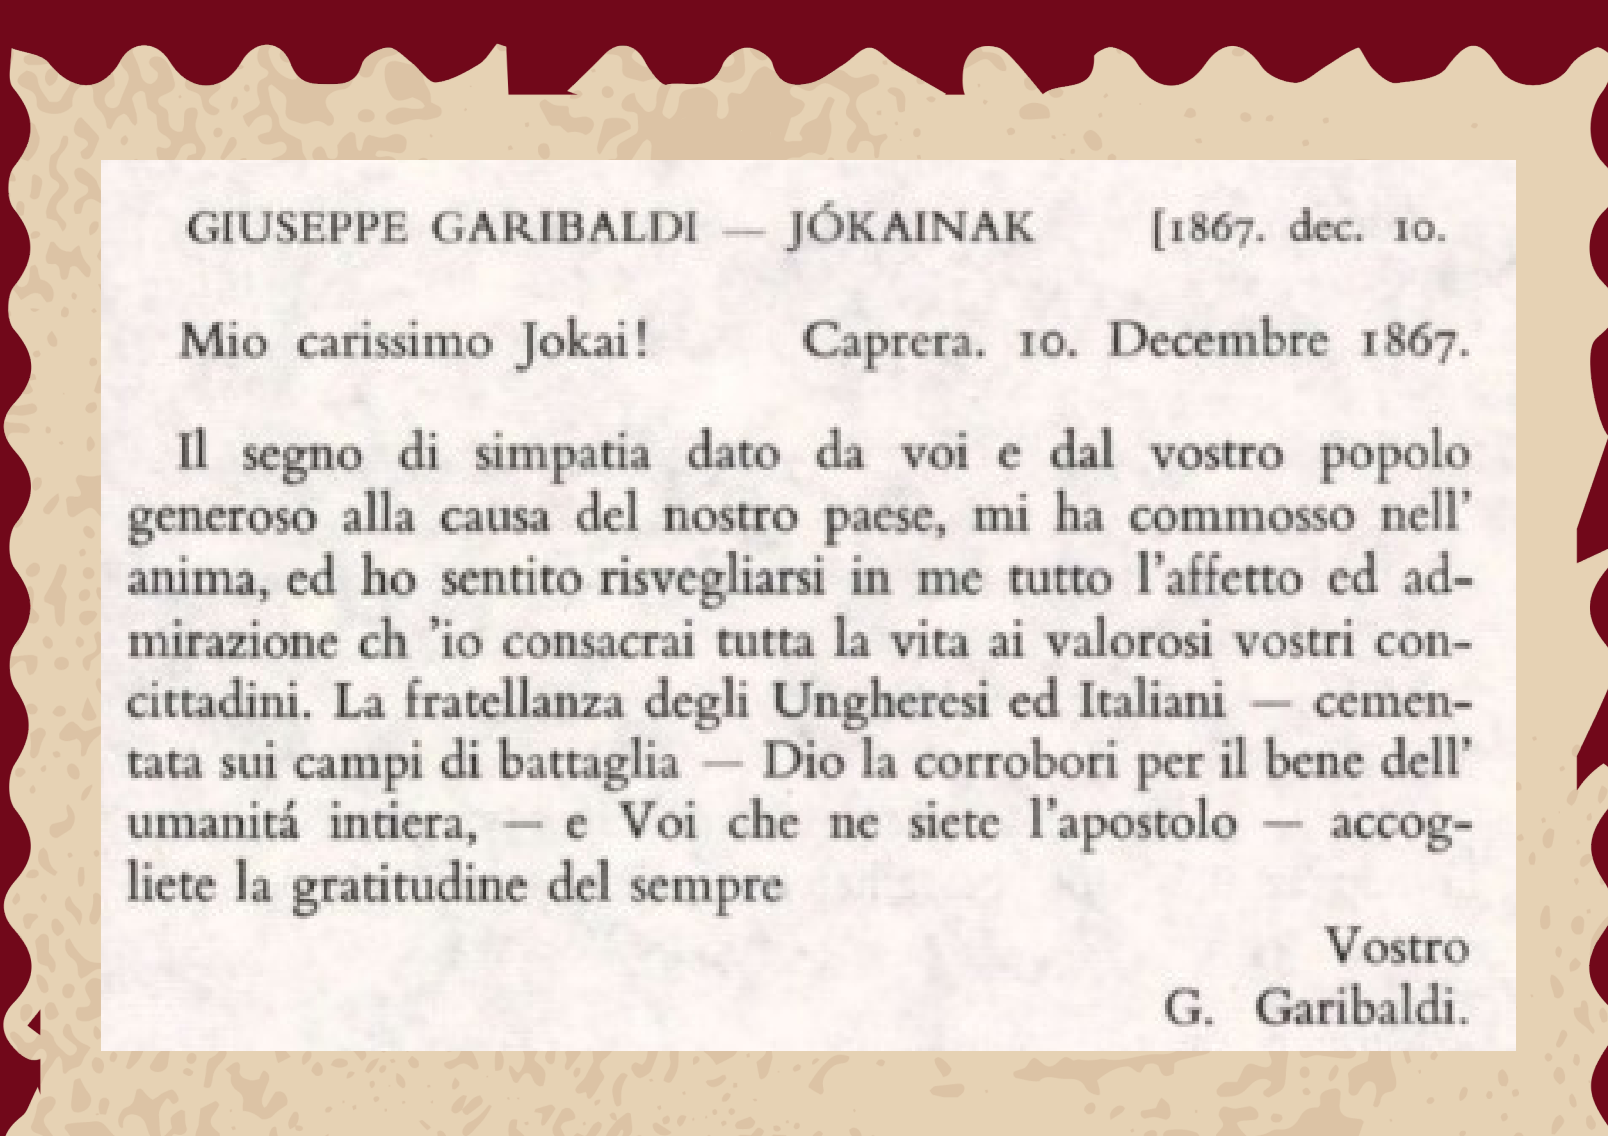 GIUSEPPE GARIBALDI — JÓKAINAK [1867. dec. 10.
Mio carissimo Jokai! Caprera. 10. Decembre 1867.
Il segno di simpatia dato da voi e dal vostro popolo
generoso alla causa del nostro paese, mi ha commosso nell'
anima, ed ho sentito risvegliarsi in me tutto l'affetto ed ad-
mirazione ch 'io consacrai tutta la vita ai valorosi vostri con-
cittadini. La fratellanza degli Ungheresi ed Italiani — cemen-
tata sui campi di battaglia — Dio la corrobori per il bene dell'
umanitá intiera, — e Voi che ne siete l'apostolo — accog-
liete la gratitudine del sempre
Vostro
G. Garibaldi.